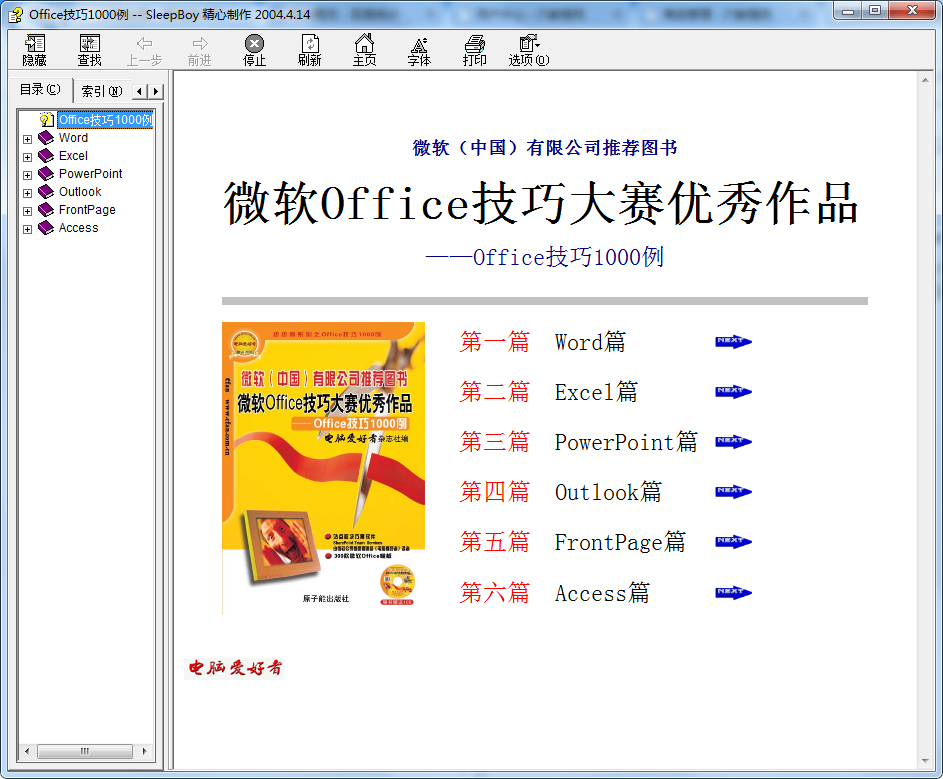 Office技巧1000例 -- SleepBoy 精心制作 2004.4.14
隐藏 查找 上一步 前进 停止 刷新 主页 字体 打印 选项(O)
目录(C) 索引(N)
Office技巧1000例
Word
Excel
PowerPoint
Outlook
FrontPage
Access
微软（中国）有限公司推荐图书
微软Office技巧大赛优秀作品
——Office技巧1000例
微软（中国）有限公司推荐图书
微软Office技巧大赛优秀作品
——Office技巧1000例
电脑爱好者杂志社编
原子能出版社
第一篇 Word篇 NEXT
第二篇 Excel篇 NEXT
第三篇 PowerPoint篇 NEXT
第四篇 Outlook篇 NEXT
第五篇 FrontPage篇 NEXT
第六篇 Access篇 NEXT
电脑爱好者